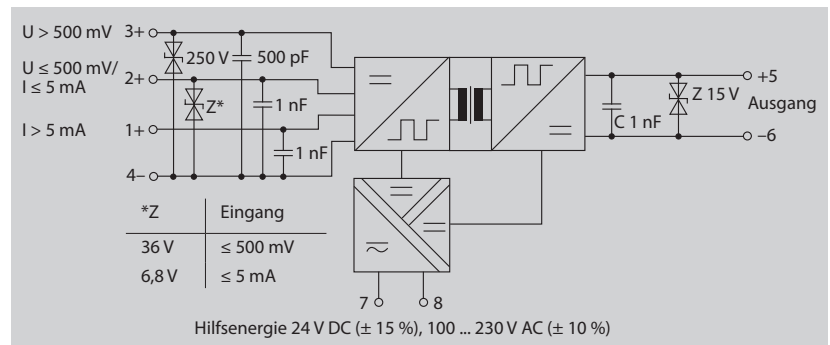 U > 500 mV 3+
250 V
500 pF
U ≤ 500 mV/
I ≤ 5 mA
2+
Z*
1 nF
I > 5 mA 1+
1 nF
4–
C 1 nF
Z 15 V
+5
Ausgang
–6
*Z Eingang
36 V ≤ 500 mV
6,8 V ≤ 5 mA
7 8
Hilfsenergie 24 V DC (± 15 %), 100 ... 230 V AC (± 10 %)